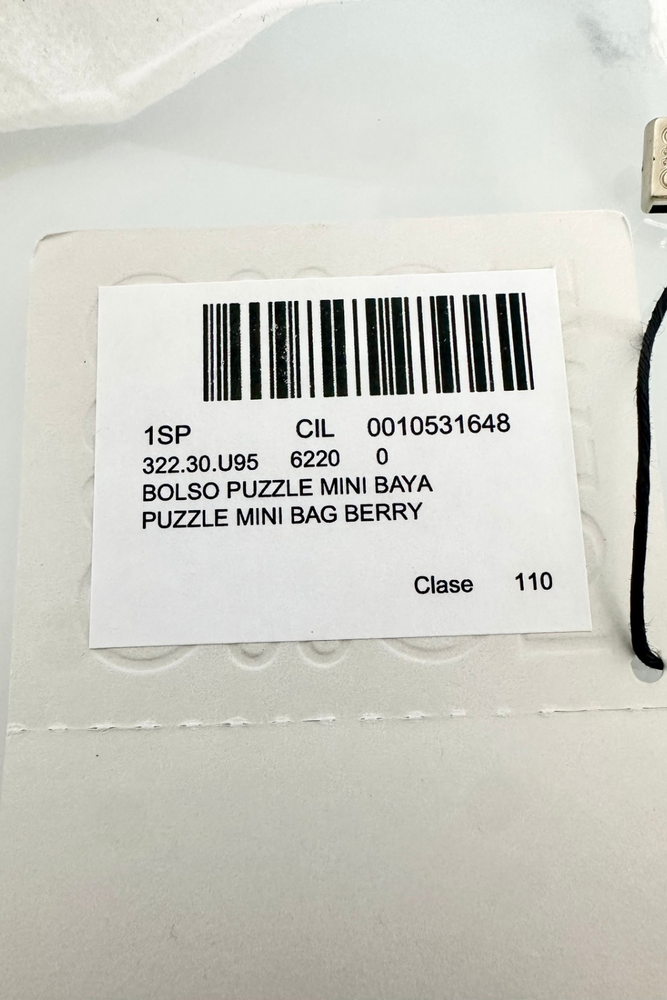 1SP CIL 0010531648
322.30.U95 6220 0
BOLSO PUZZLE MINI BAYA
PUZZLE MINI BAG BERRY
Clase 110